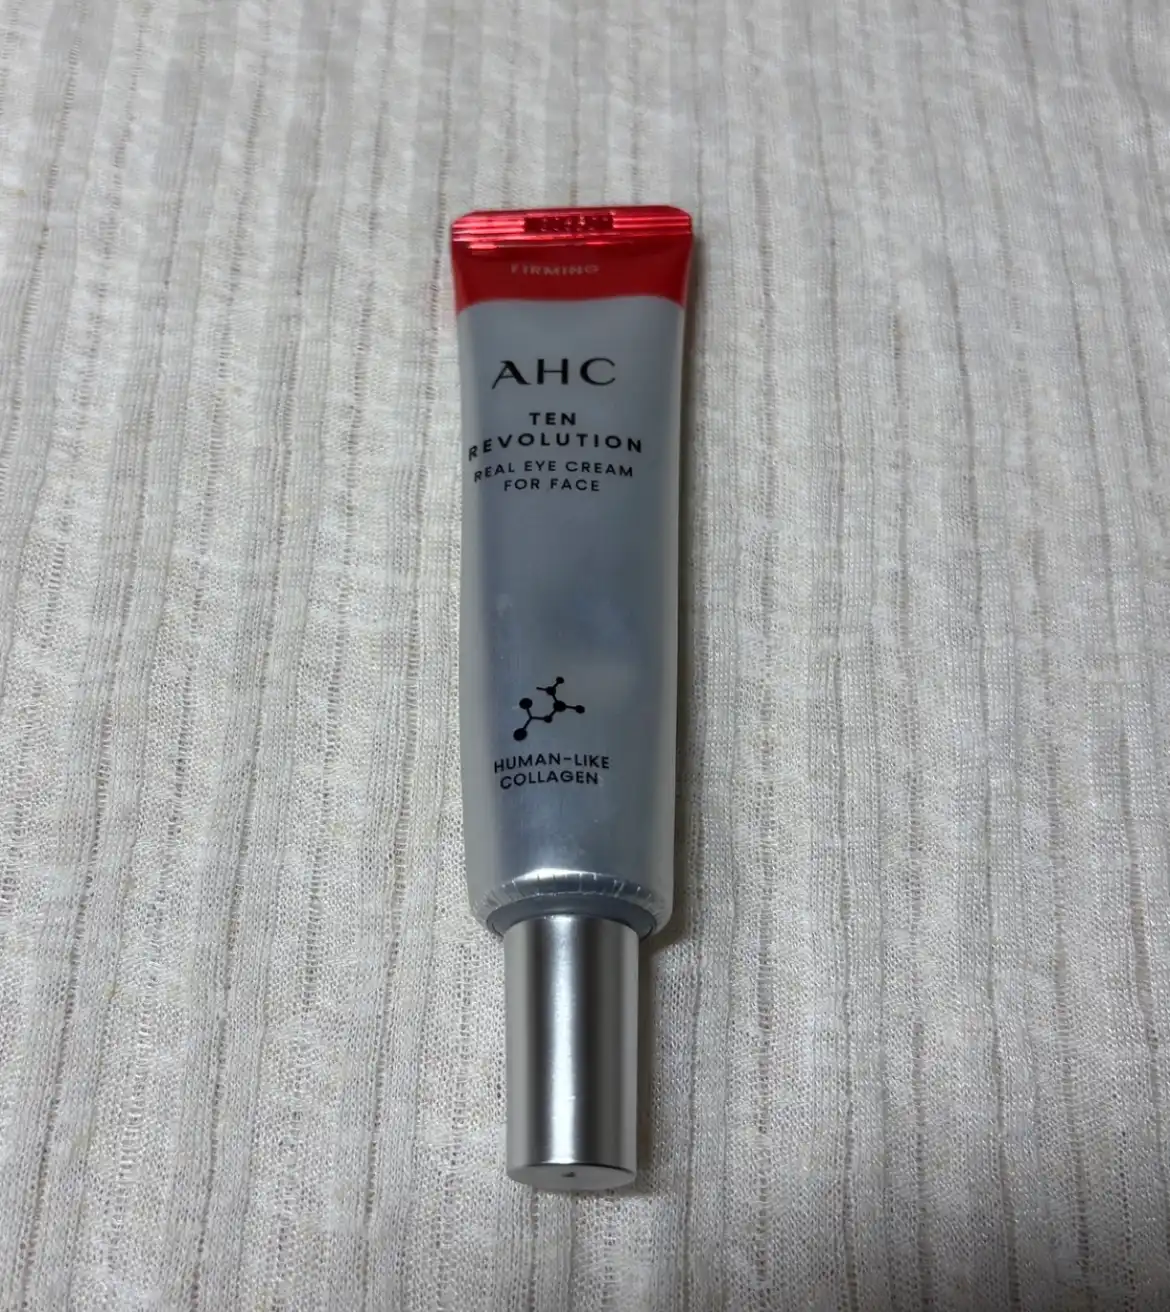 FIRMING
AHC
TEN
REVOLUTION
REAL EYE CREAM
FOR FACE
HUMAN-LIKE
COLLAGEN